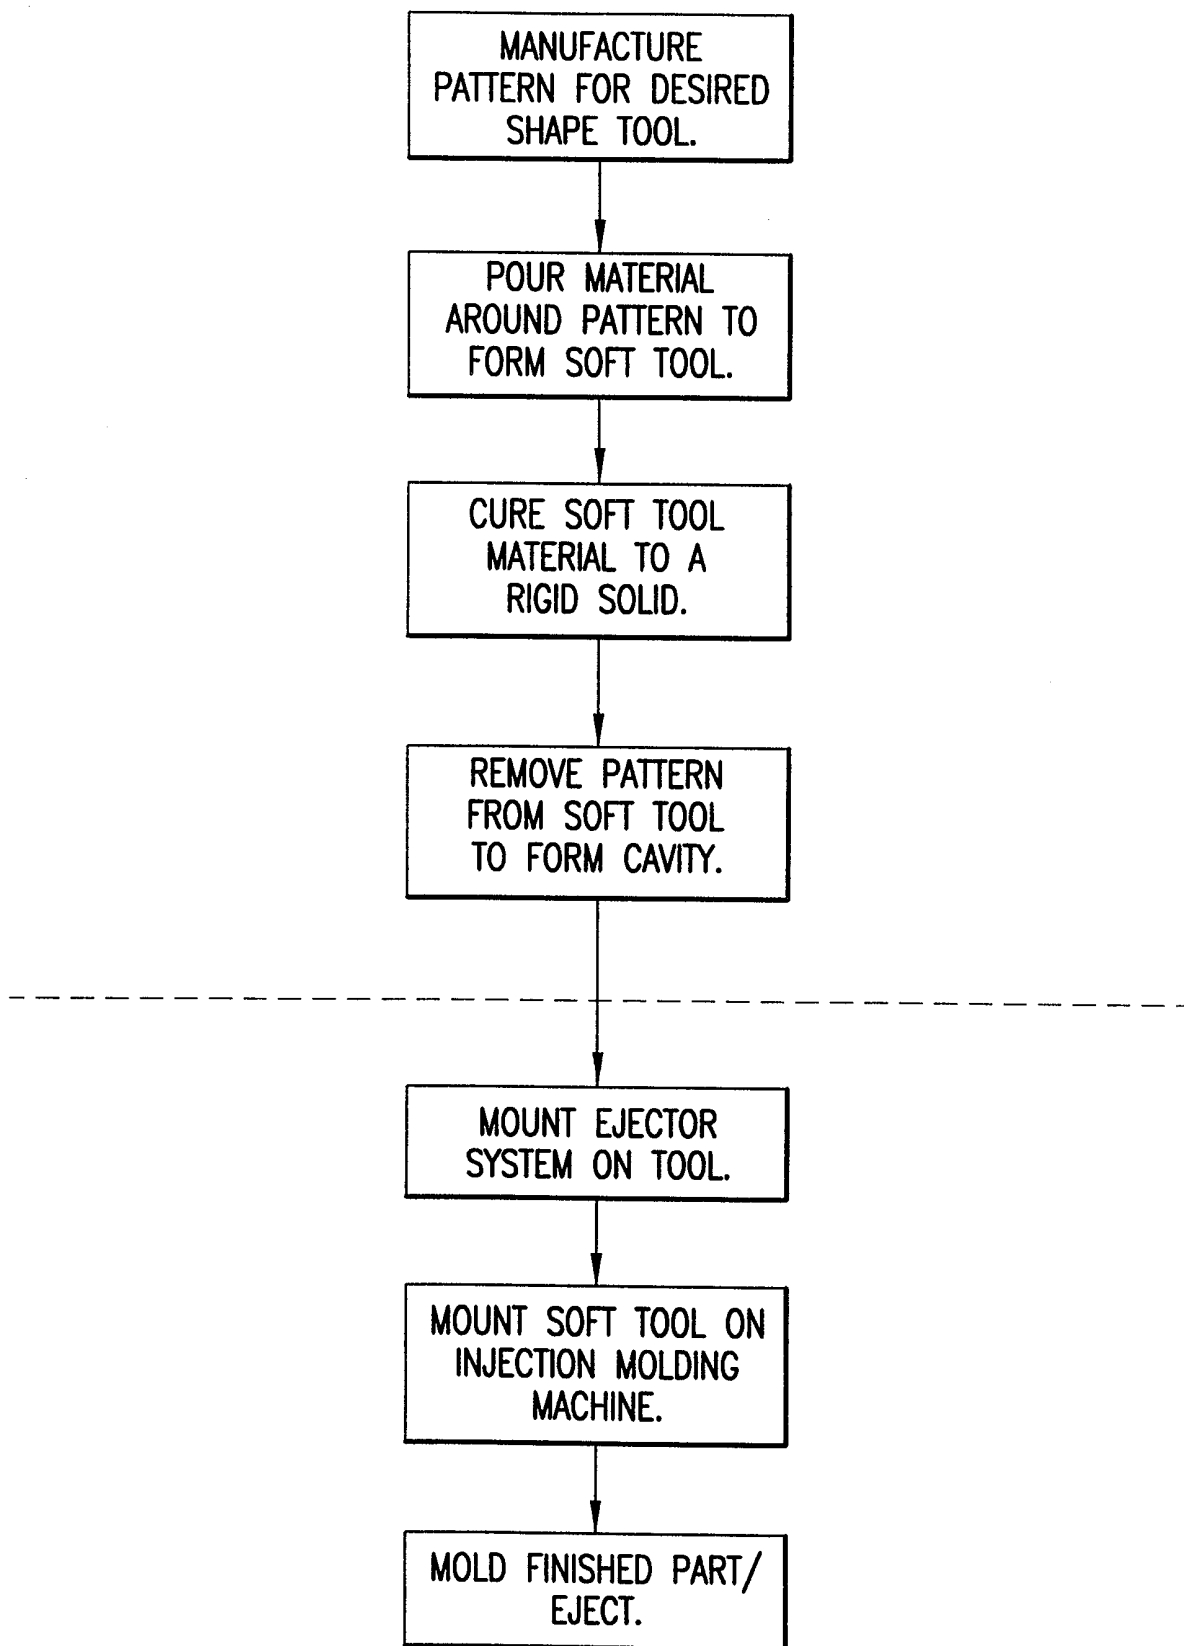 MANUFACTURE
PATTERN FOR DESIRED
SHAPE TOOL.
POUR MATERIAL
AROUND PATTERN TO
FORM SOFT TOOL.
CURE SOFT TOOL
MATERIAL TO A
RIGID SOLID.
REMOVE PATTERN
FROM SOFT TOOL
TO FORM CAVITY.
MOUNT EJECTOR
SYSTEM ON TOOL.
MOUNT SOFT TOOL ON
INJECTION MOLDING
MACHINE.
MOLD FINISHED PART/
EJECT.